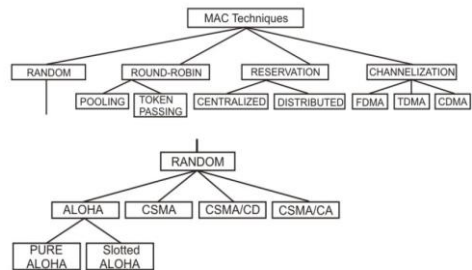 MAC Techniques
RANDOM
ROUND-ROBIN
RESERVATION
CHANNELIZATION
POOLING
TOKEN
PASSING
CENTRALIZED
DISTRIBUTED
FDMA
TDMA
CDMA
RANDOM
ALOHA
CSMA
CSMA/CD
CSMA/CA
PURE
ALOHA
Slotted
ALOHA